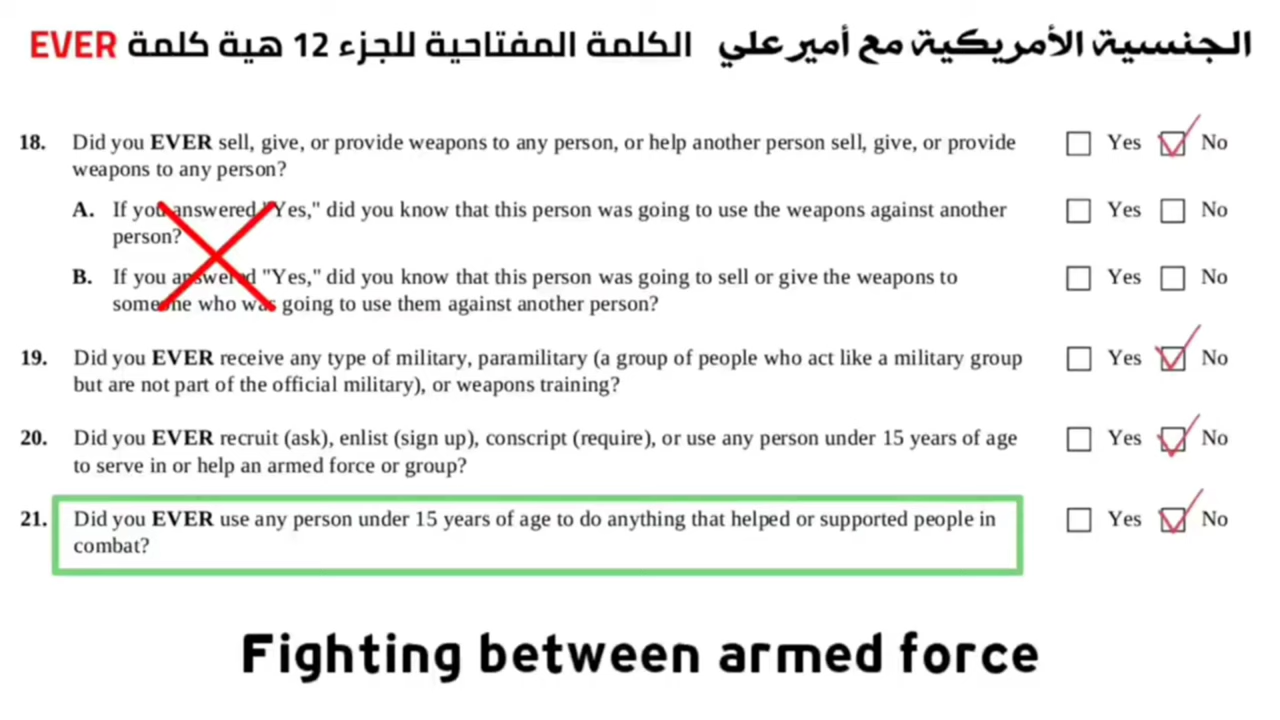 الجنسية الأمريكية مع أمير علي الكلمة المفتاحية للجزء 12 هية كلمة EVER
18. Did you EVER sell, give, or provide weapons to any person, or help another person sell, give, or provide Yes No
weapons to any person?
A. If you answered "Yes," did you know that this person was going to use the weapons against another Yes No
person?
B. If you answered "Yes," did you know that this person was going to sell or give the weapons to Yes No
someone who was going to use them against another person?
19. Did you EVER receive any type of military, paramilitary (a group of people who act like a military group Yes No
but are not part of the official military), or weapons training?
20. Did you EVER recruit (ask), enlist (sign up), conscript (require), or use any person under 15 years of age Yes No
to serve in or help an armed force or group?
21. Did you EVER use any person under 15 years of age to do anything that helped or supported people in Yes No
combat?
Fighting between armed force